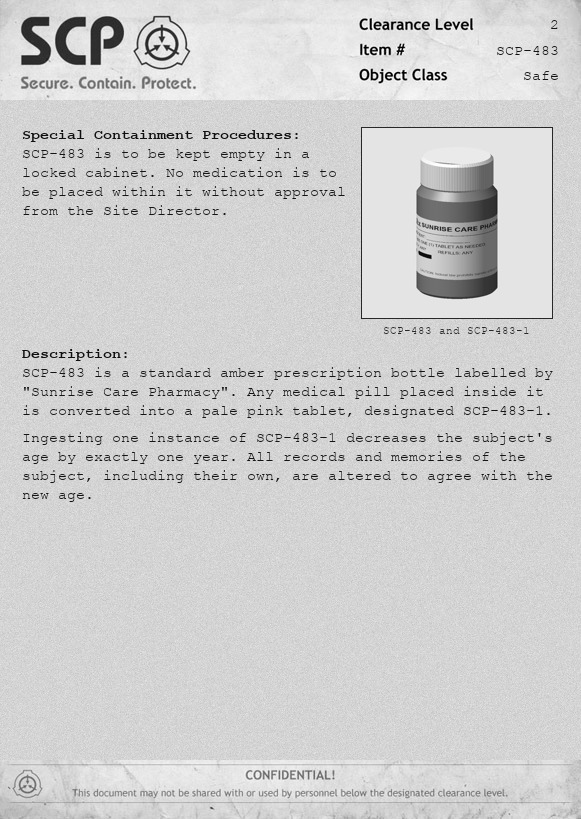 SCP
Secure. Contain. Protect.
Clearance Level 2
Item # SCP-483
Object Class Safe
Special Containment Procedures:
SCP-483 is to be kept empty in a
locked cabinet. No medication is to
be placed within it without approval
from the Site Director.
SUNRISE CARE PHAR
TABLET AS NEEDED
REFILLS: ANY
SCP-483 and SCP-483-1
Description:
SCP-483 is a standard amber prescription bottle labelled by
"Sunrise Care Pharmacy". Any medical pill placed inside it
is converted into a pale pink tablet, designated SCP-483-1.
Ingesting one instance of SCP-483-1 decreases the subject's
age by exactly one year. All records and memories of the
subject, including their own, are altered to agree with the
new age.
CONFIDENTIAL!
This document may not be shared with or used by personnel below the designated clearance level.